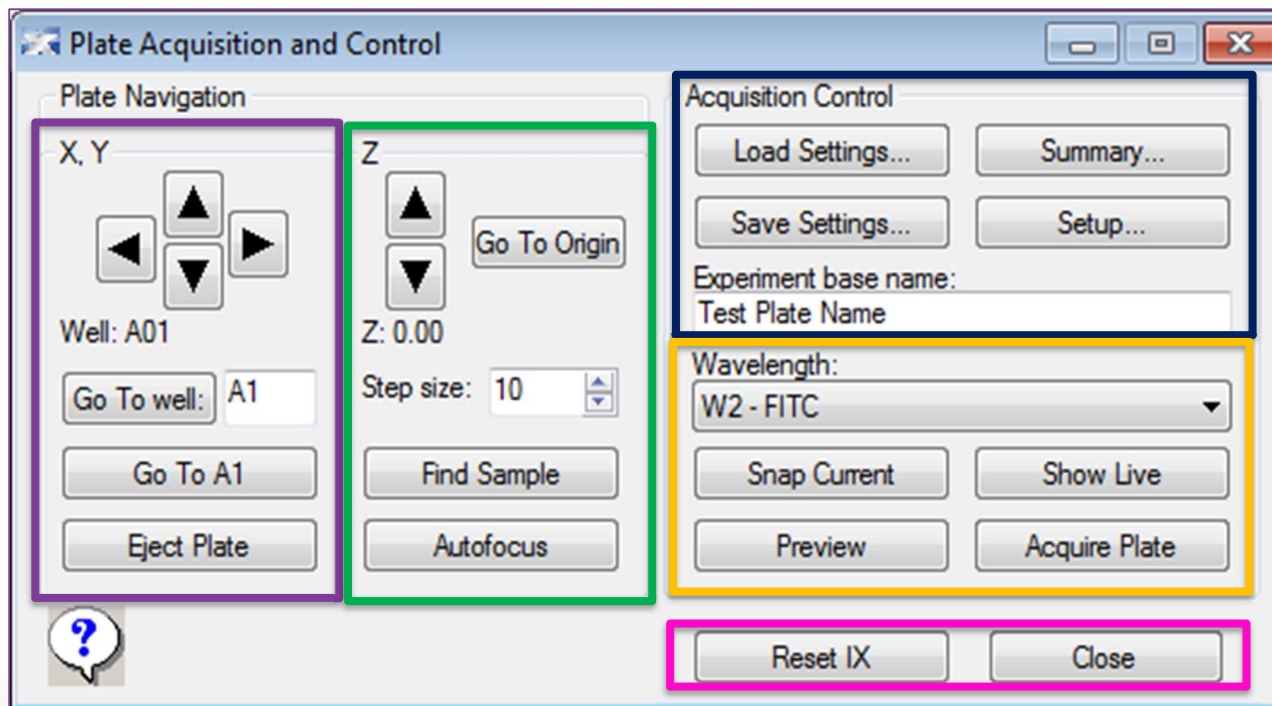 Plate Acquisition and Control
Plate Navigation
X, Y
Well: A01
Go To well: A1
Go To A1
Eject Plate
Z
Go To Origin
Z: 0.00
Step size: 10
Find Sample
Autofocus
Acquisition Control
Load Settings... Summary...
Save Settings... Setup...
Experiment base name:
Test Plate Name
Wavelength:
W2 - FITC
Snap Current Show Live
Preview Acquire Plate
?
Reset IX Close